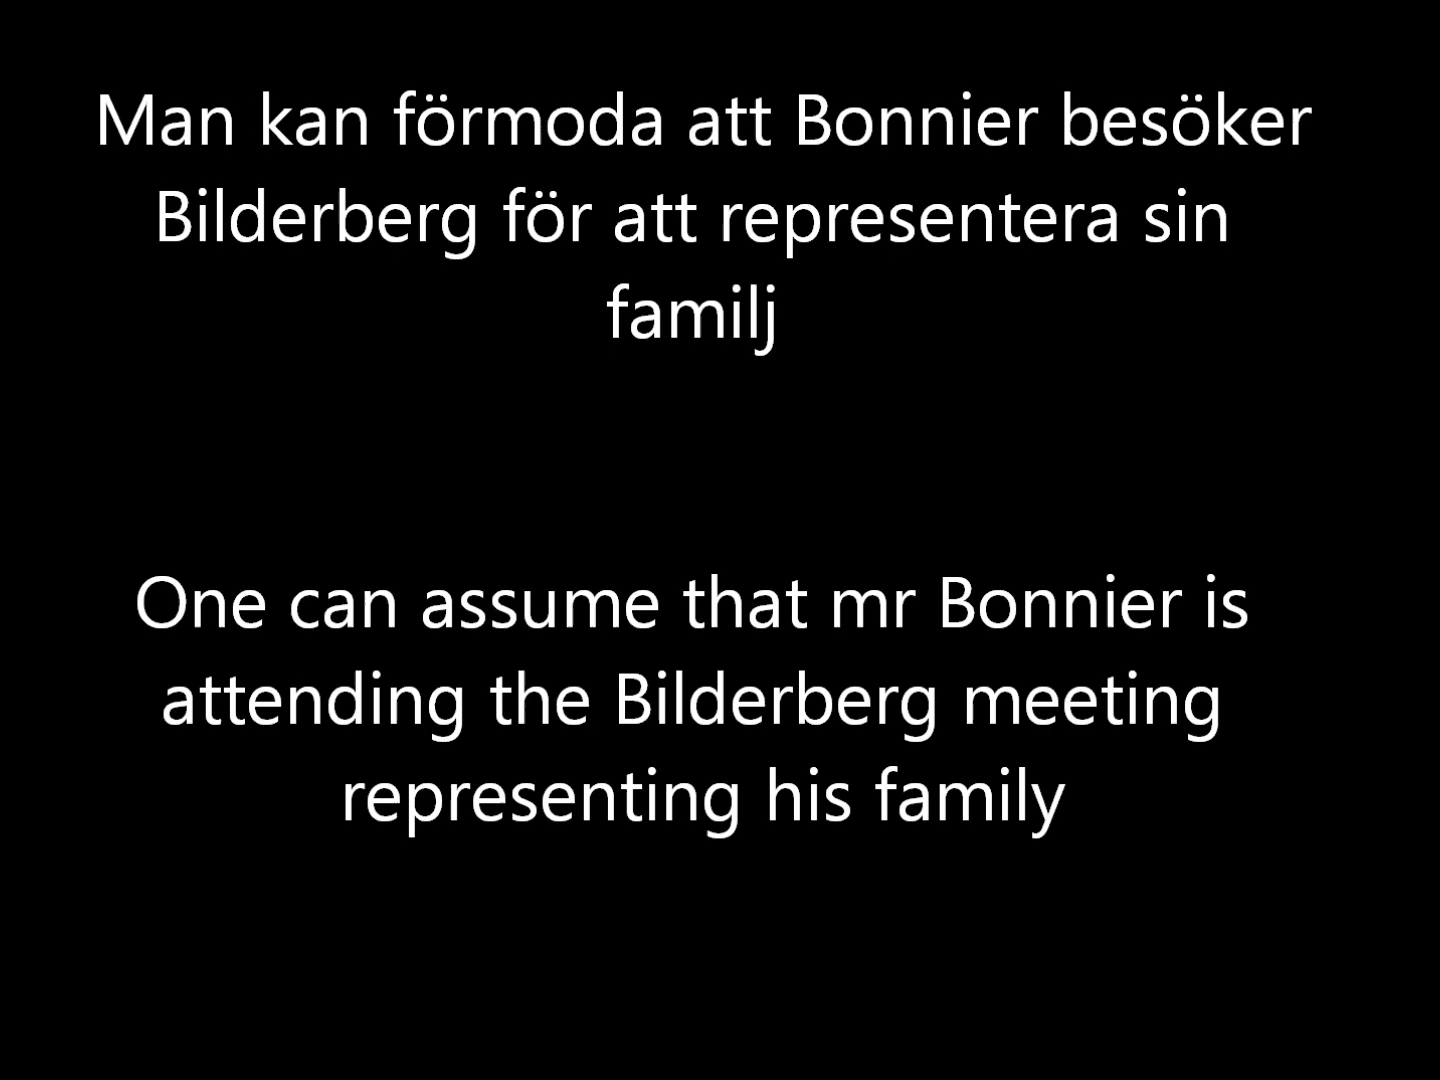 Man kan förmoda att Bonnier besöker
Bilderberg för att representera sin
familj
One can assume that mr Bonnier is
attending the Bilderberg meeting
representing his family